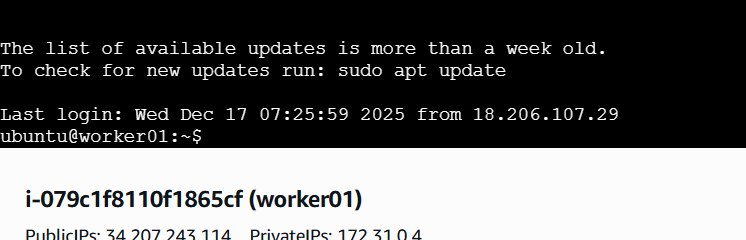 The list of available updates is more than a week old.
To check for new updates run: sudo apt update
Last login: Wed Dec 17 07:25:59 2025 from 18.206.107.29
ubuntu@worker01:~$
i-079c1f8110f1865cf (worker01)
PublicIPs: 34.207.243.114 PrivateIPs: 172.31.0.4